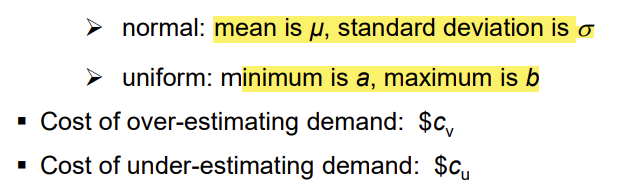 ➢ normal: mean is μ, standard deviation is σ
➢ uniform: minimum is a, maximum is b
▪ Cost of over-estimating demand: $cᵥ
▪ Cost of under-estimating demand: $cᵤ